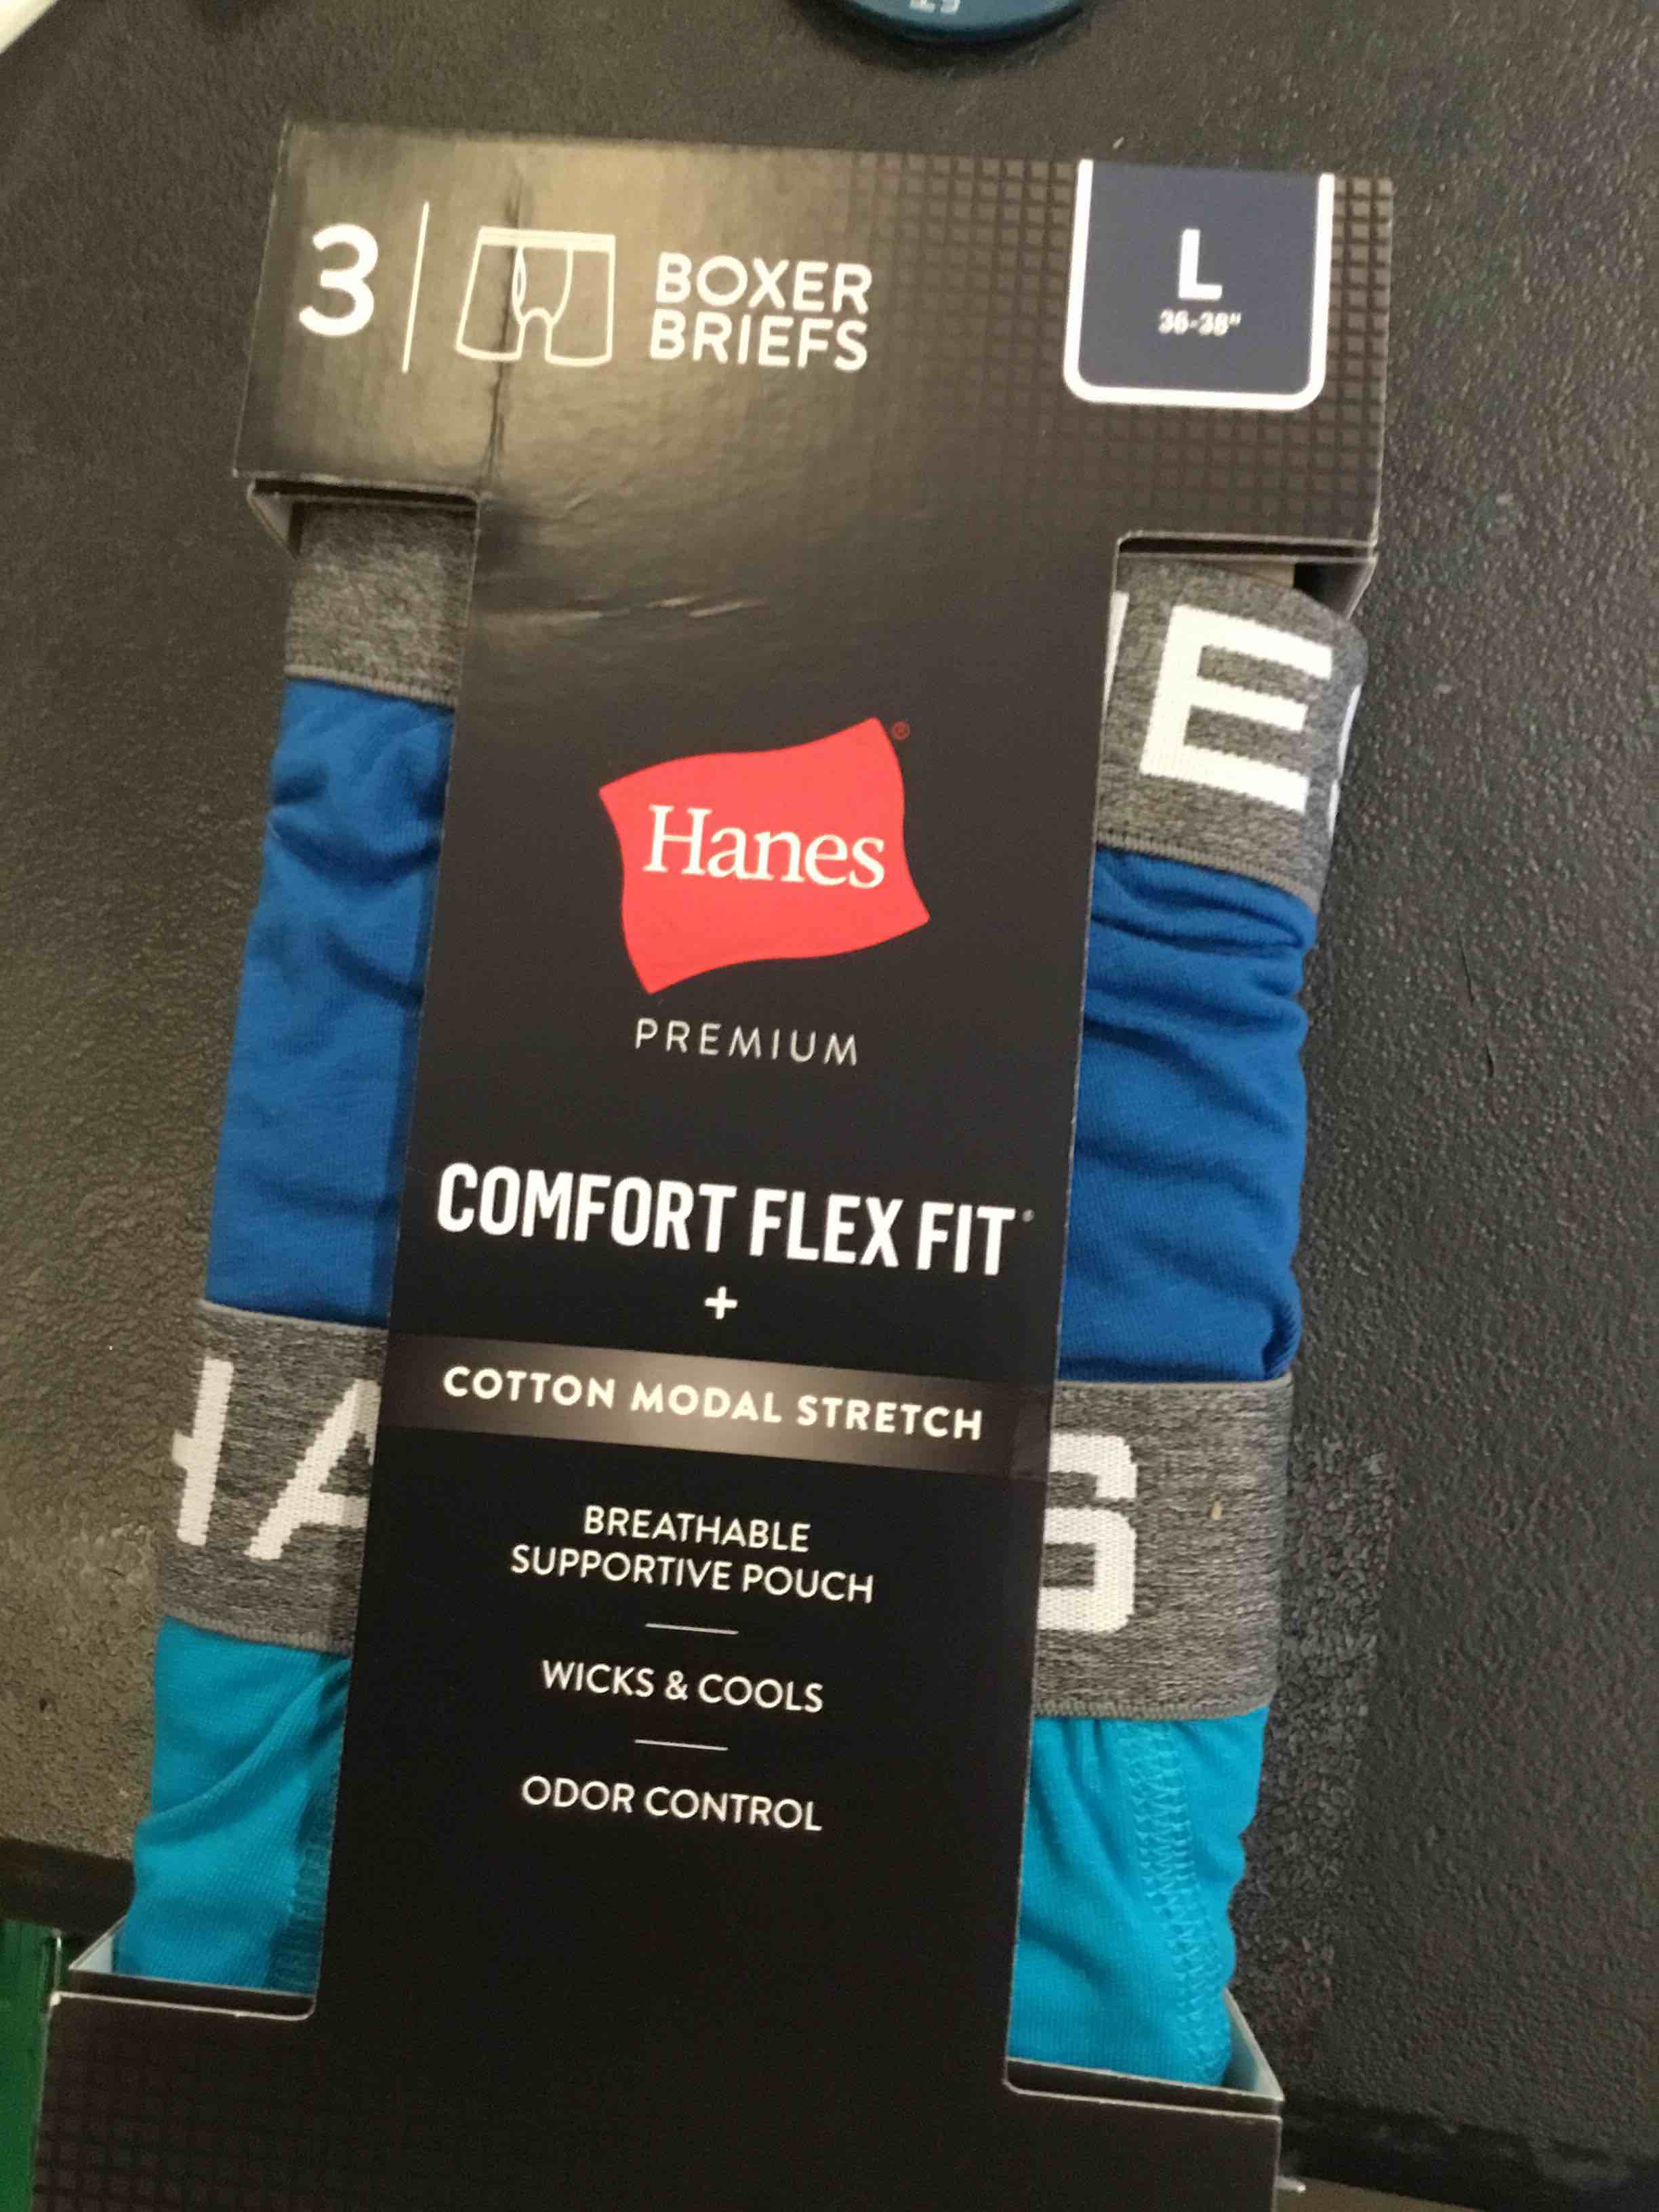 3
BOXER
BRIEFS
L
36-38"
E
Hanes®
PREMIUM
COMFORT FLEX FIT®
+
COTTON MODAL STRETCH
HA
S
BREATHABLE
SUPPORTIVE POUCH
WICKS & COOLS
ODOR CONTROL